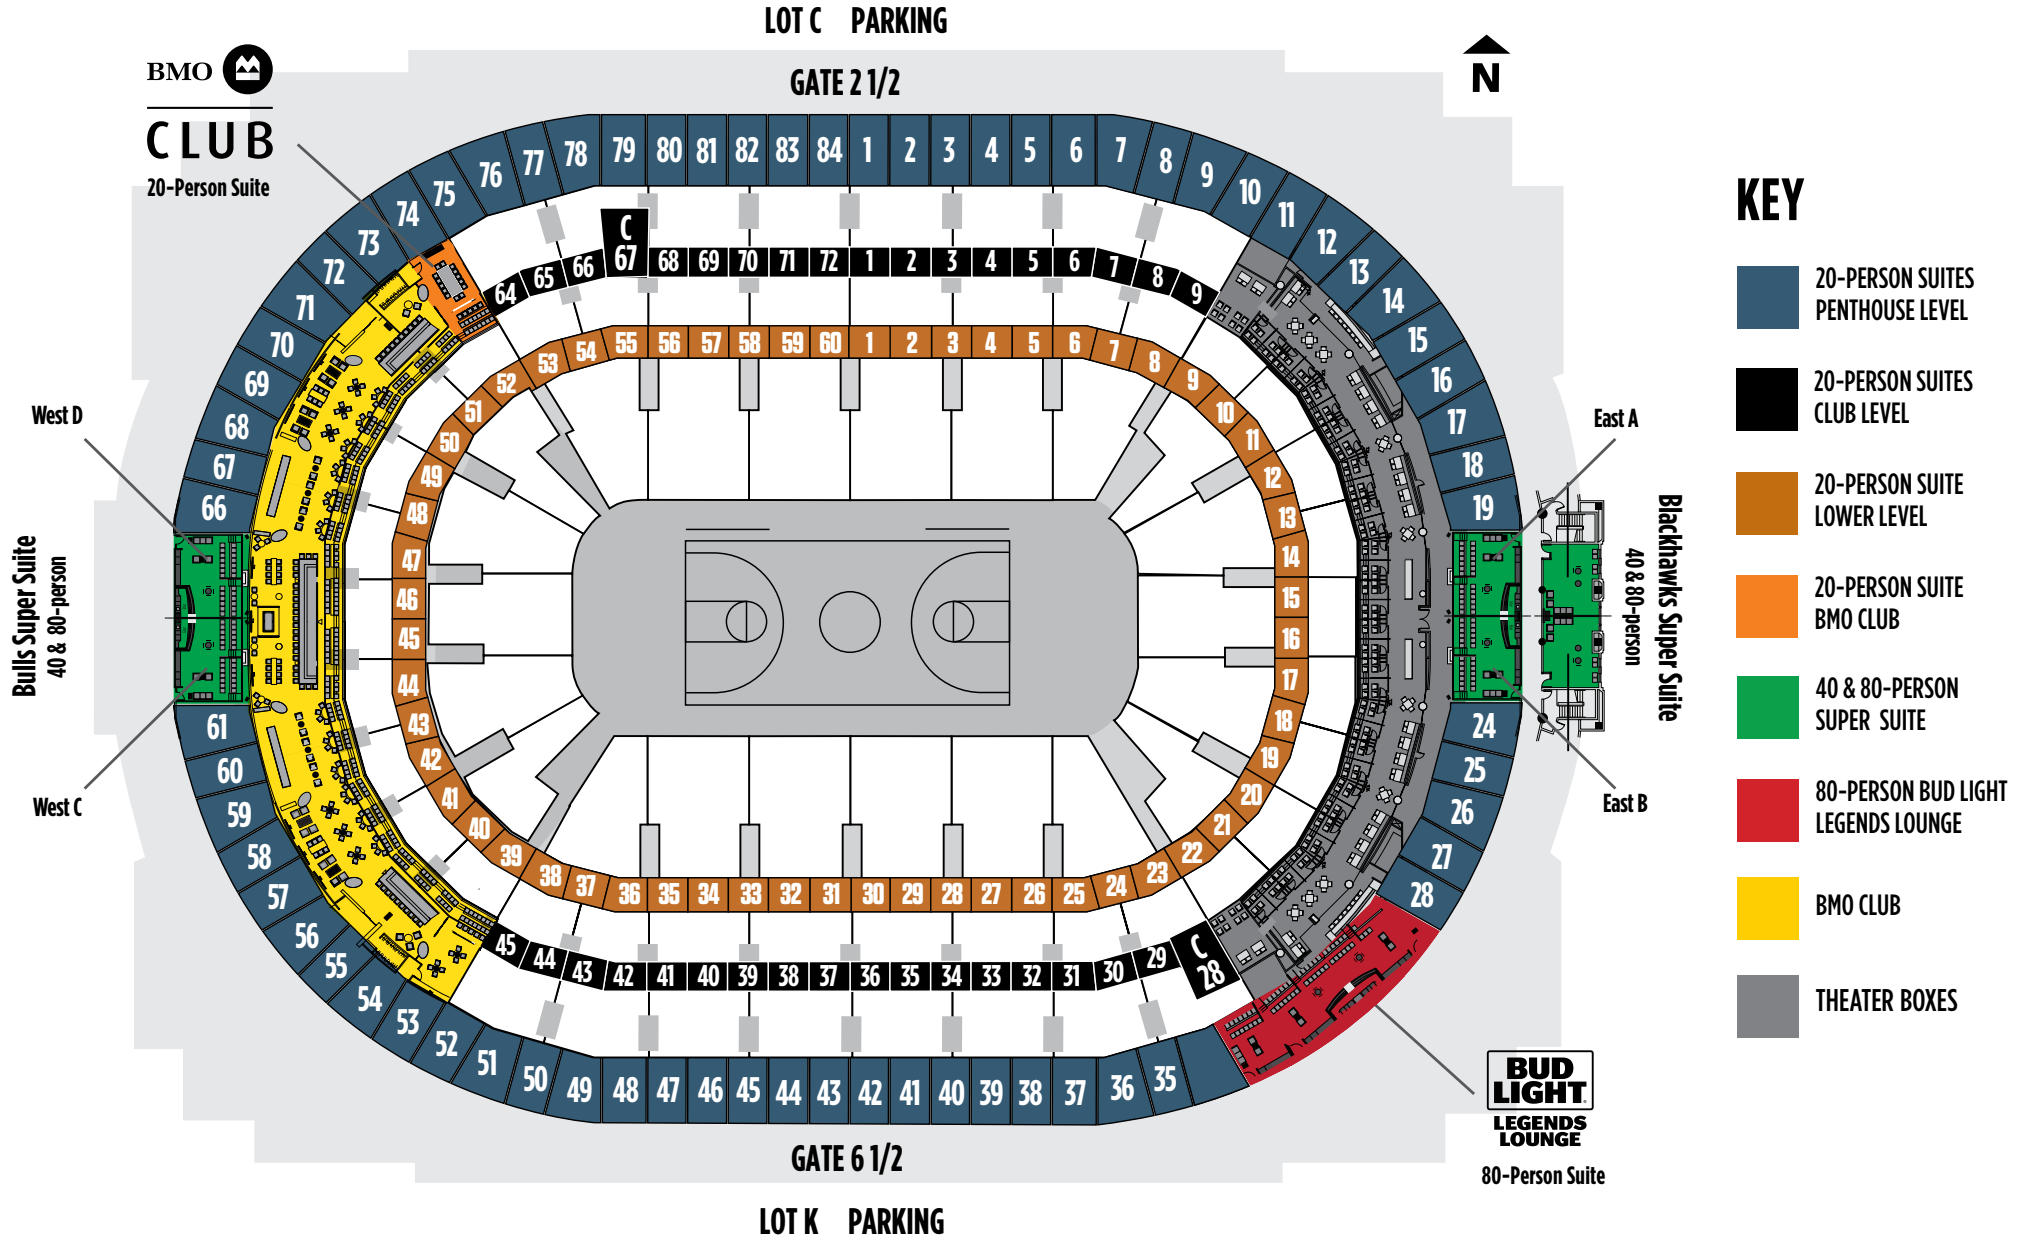 LOT C PARKING
GATE 2 1/2
BMO
CLUB
20-Person Suite
N
79 80 81 82 83 84 1 2 3 4 5 6 7 8 9 10 11 12 13 14 15 16 17 18 19
78 77 76 75 74 73 72 71 70 69 68 67 66
C
67
64 65 66 68 69 70 71 72 1 2 3 4 5 6 7 8 9
55 56 57 58 59 60 1 2 3 4 5 6 7 8 9 10 11 12 13 14 15 16 17 18 19 20 21 22 23 24
54 53 52 51 50 49 48 47 46 45 44 43 42 41 40 39 38 37
36 35 34 33 32 31 30 29 28 27 26 25
45 44 43 42 41 40 39 38 37 36 35 34 33 32 31 30 29
C
28
61 60 59 58 57 56 55 54 53 52 51 50 49 48 47 46 45 44 43 42 41 40 39 38 37 36 35
24 25 26 27 28
West D
West C
Bulls Super Suite
40 & 80-person
East A
East B
Blackhawks Super Suite
40 & 80-person
BUD
LIGHT
LEGENDS
LOUNGE
80-Person Suite
GATE 6 1/2
LOT K PARKING
KEY
20-PERSON SUITES
PENTHOUSE LEVEL
20-PERSON SUITES
CLUB LEVEL
20-PERSON SUITE
LOWER LEVEL
20-PERSON SUITE
BMO CLUB
40 & 80-PERSON
SUPER SUITE
80-PERSON BUD LIGHT
LEGENDS LOUNGE
BMO CLUB
THEATER BOXES